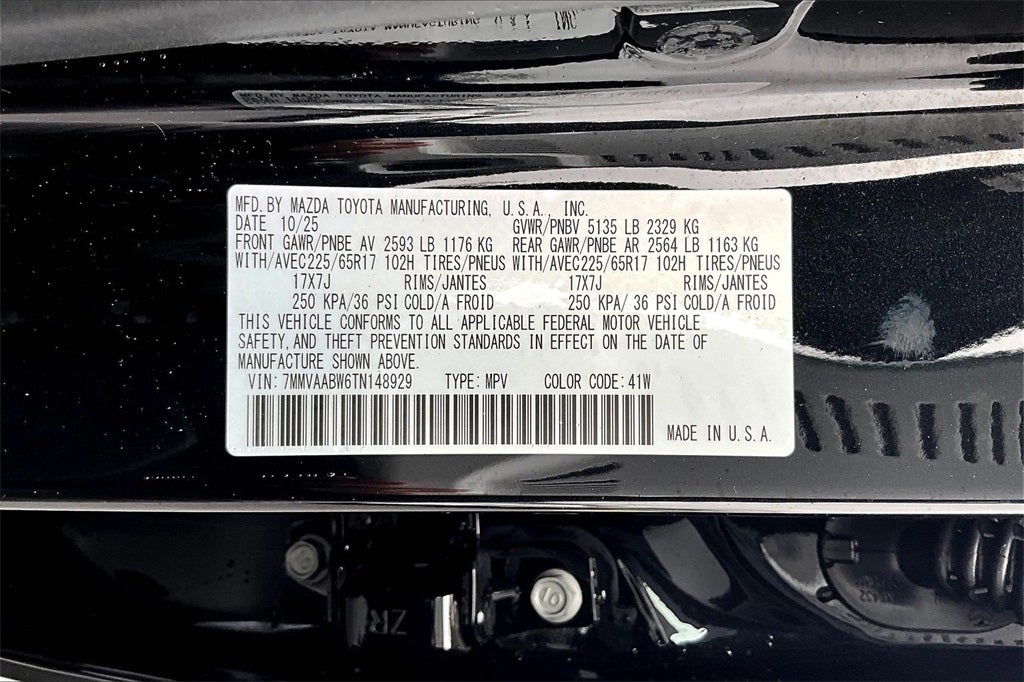 MFD. BY MAZDA TOYOTA MANUFACTURING, U.S.A., INC.
DATE 10/25 GVWR/PNBV 5135 LB 2329 KG
FRONT GAWR/PNBE AV 2593 LB 1176 KG REAR GAWR/PNBE AR 2564 LB 1163 KG
WITH/AVEC225/65R17 102H TIRES/PNEUS WITH/AVEC225/65R17 102H TIRES/PNEUS
17X7J RIMS/JANTES 17X7J RIMS/JANTES
250 KPA/36 PSI COLD/A FROID 250 KPA/ 36 PSI COLD/A FROID
THIS VEHICLE CONFORMS TO ALL APPLICABLE FEDERAL MOTOR VEHICLE
SAFETY, AND THEFT PREVENTION STANDARDS IN EFFECT ON THE DATE OF
MANUFACTURE SHOWN ABOVE.
VIN: 7MMVAABW6TN148929 TYPE: MPV COLOR CODE: 41W
MADE IN U.S.A.